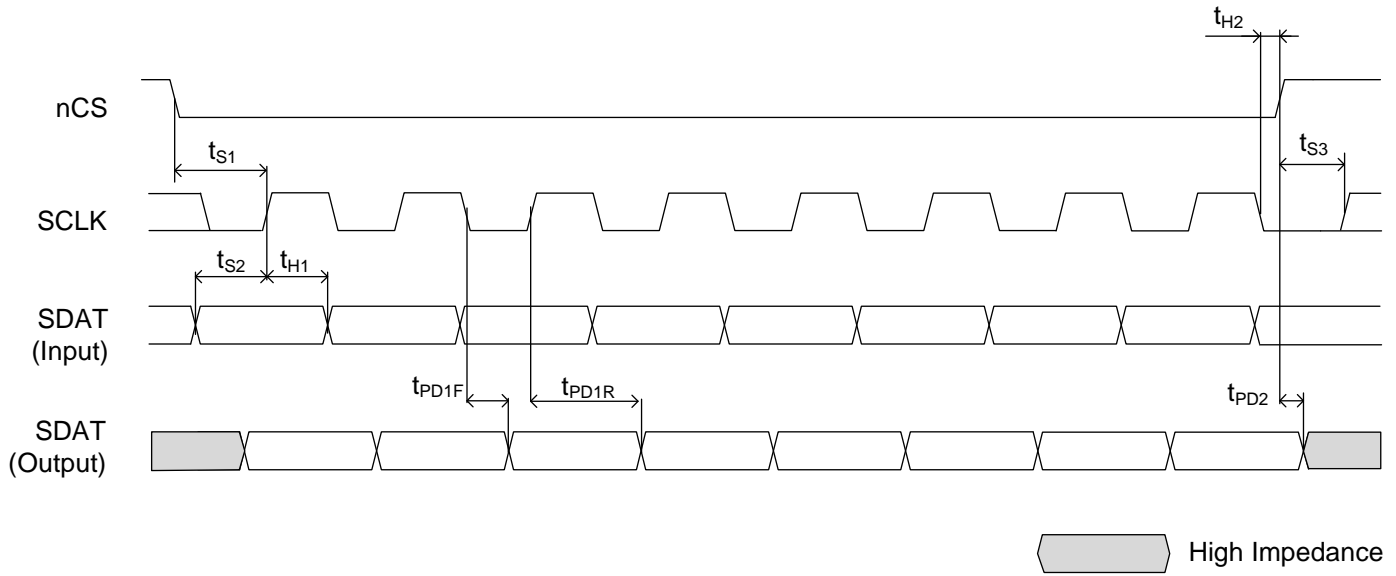 tH2
nCS
tS1
tS3
SCLK
tS2
tH1
SDAT
(Input)
tPD1F
tPD1R
tPD2
SDAT
(Output)
High Impedance